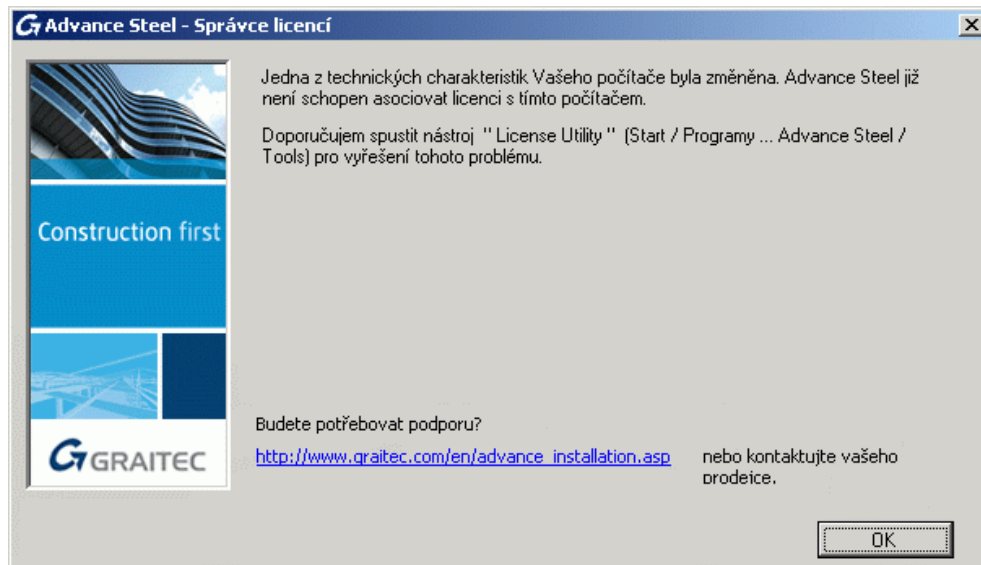 Advance Steel - Správce licencí
Jedna z technických charakteristik Vašeho počítače byla změněna. Advance Steel již
není schopen asociovat licenci s tímto počítačem.
Doporučujem spustit nástroj " License Utility " (Start / Programy ... Advance Steel /
Tools) pro vyřešení tohoto problému.
Construction first
GRAITEC
Budete potřebovat podporu?
http://www.graitec.com/en/advance_installation.asp nebo kontaktujte vašeho
prodejce.
OK